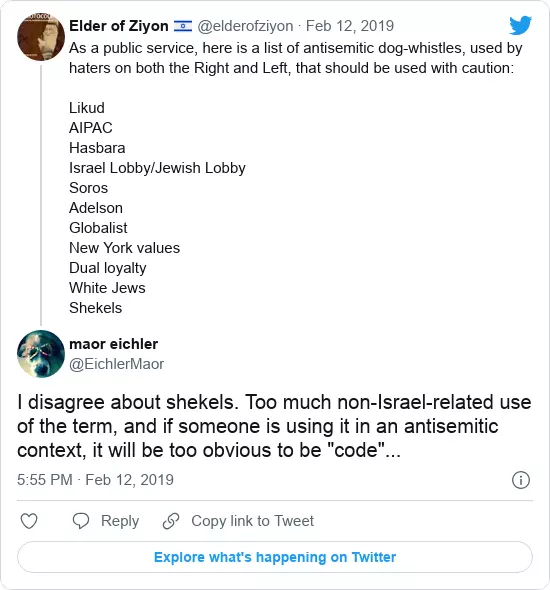 Elder of Ziyon 🇮🇱 @elderofziyon · Feb 12, 2019
As a public service, here is a list of antisemitic dog-whistles, used by
haters on both the Right and Left, that should be used with caution:
Likud
AIPAC
Hasbara
Israel Lobby/Jewish Lobby
Soros
Adelson
Globalist
New York values
Dual loyalty
White Jews
Shekels
maor eichler
@EichlerMaor
I disagree about shekels. Too much non-Israel-related use
of the term, and if someone is using it in an antisemitic
context, it will be too obvious to be "code"...
5:55 PM · Feb 12, 2019
Reply
Copy link to Tweet
Explore what's happening on Twitter